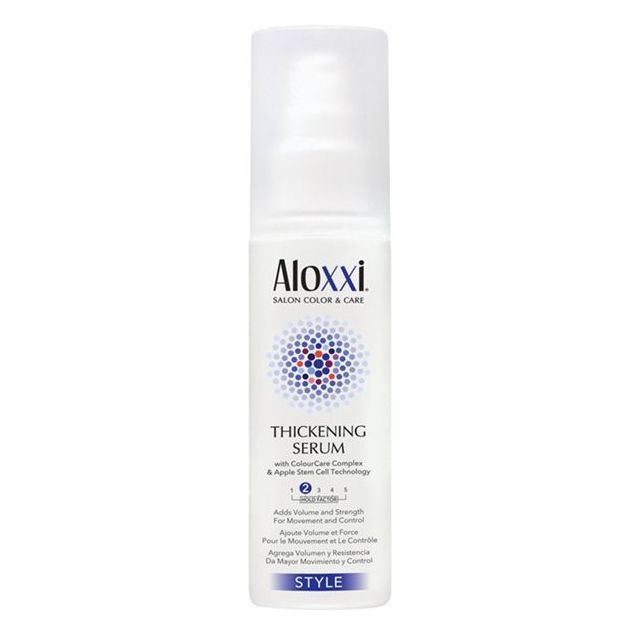 Aloxxi®
SALON COLOR & CARE
THICKENING
SERUM
with ColourCare Complex
& Apple Stem Cell Technology
1 2 3 4 5
HOLD FACTOR
Adds Volume and Strength
For Movement and Control
Ajoute Volume et Force
Pour le Mouvement et Le Contrôle
Agrega Volumen y Resistencia
Da Mayor Movimiento y Control
STYLE